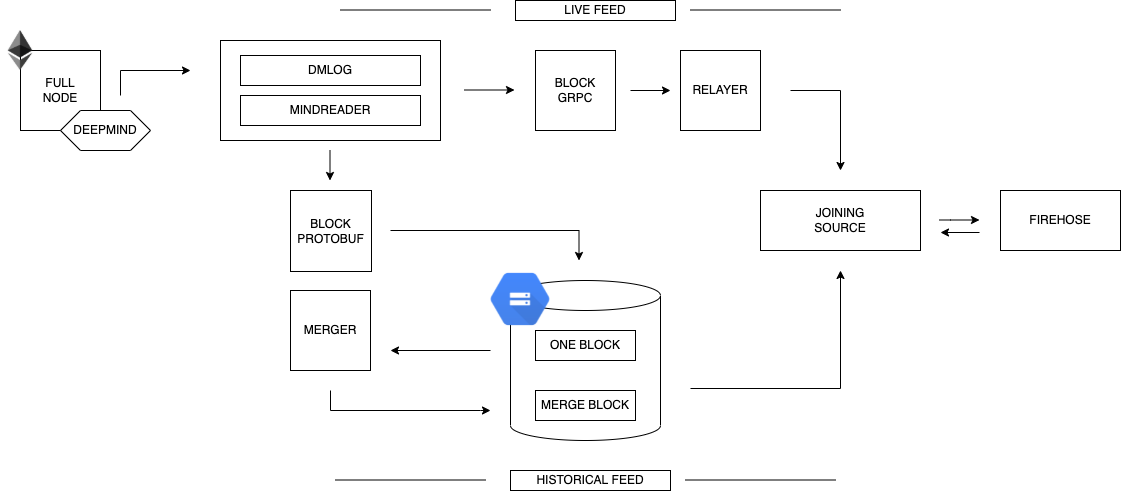 LIVE FEED
FULL
NODE
DEEPMIND
DMLOG
MINDREADER
BLOCK
GRPC
RELAYER
BLOCK
PROTOBUF
JOINING
SOURCE
FIREHOSE
MERGER
ONE BLOCK
MERGE BLOCK
HISTORICAL FEED